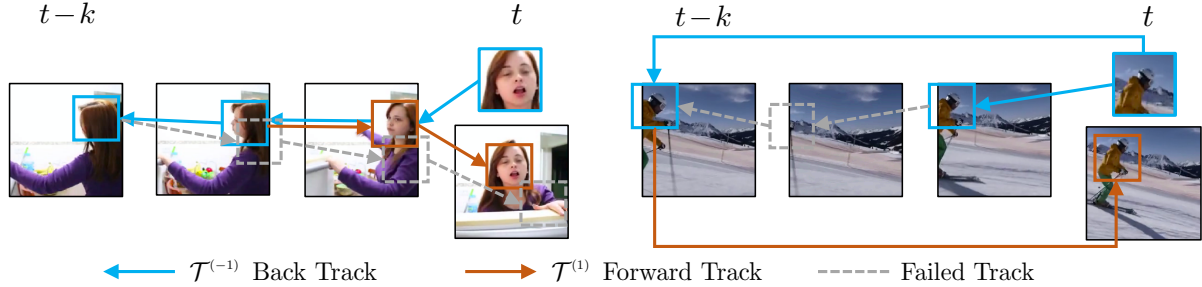 t − k t t − k t
𝒯⁽⁻¹⁾ Back Track 𝒯⁽¹⁾ Forward Track Failed Track